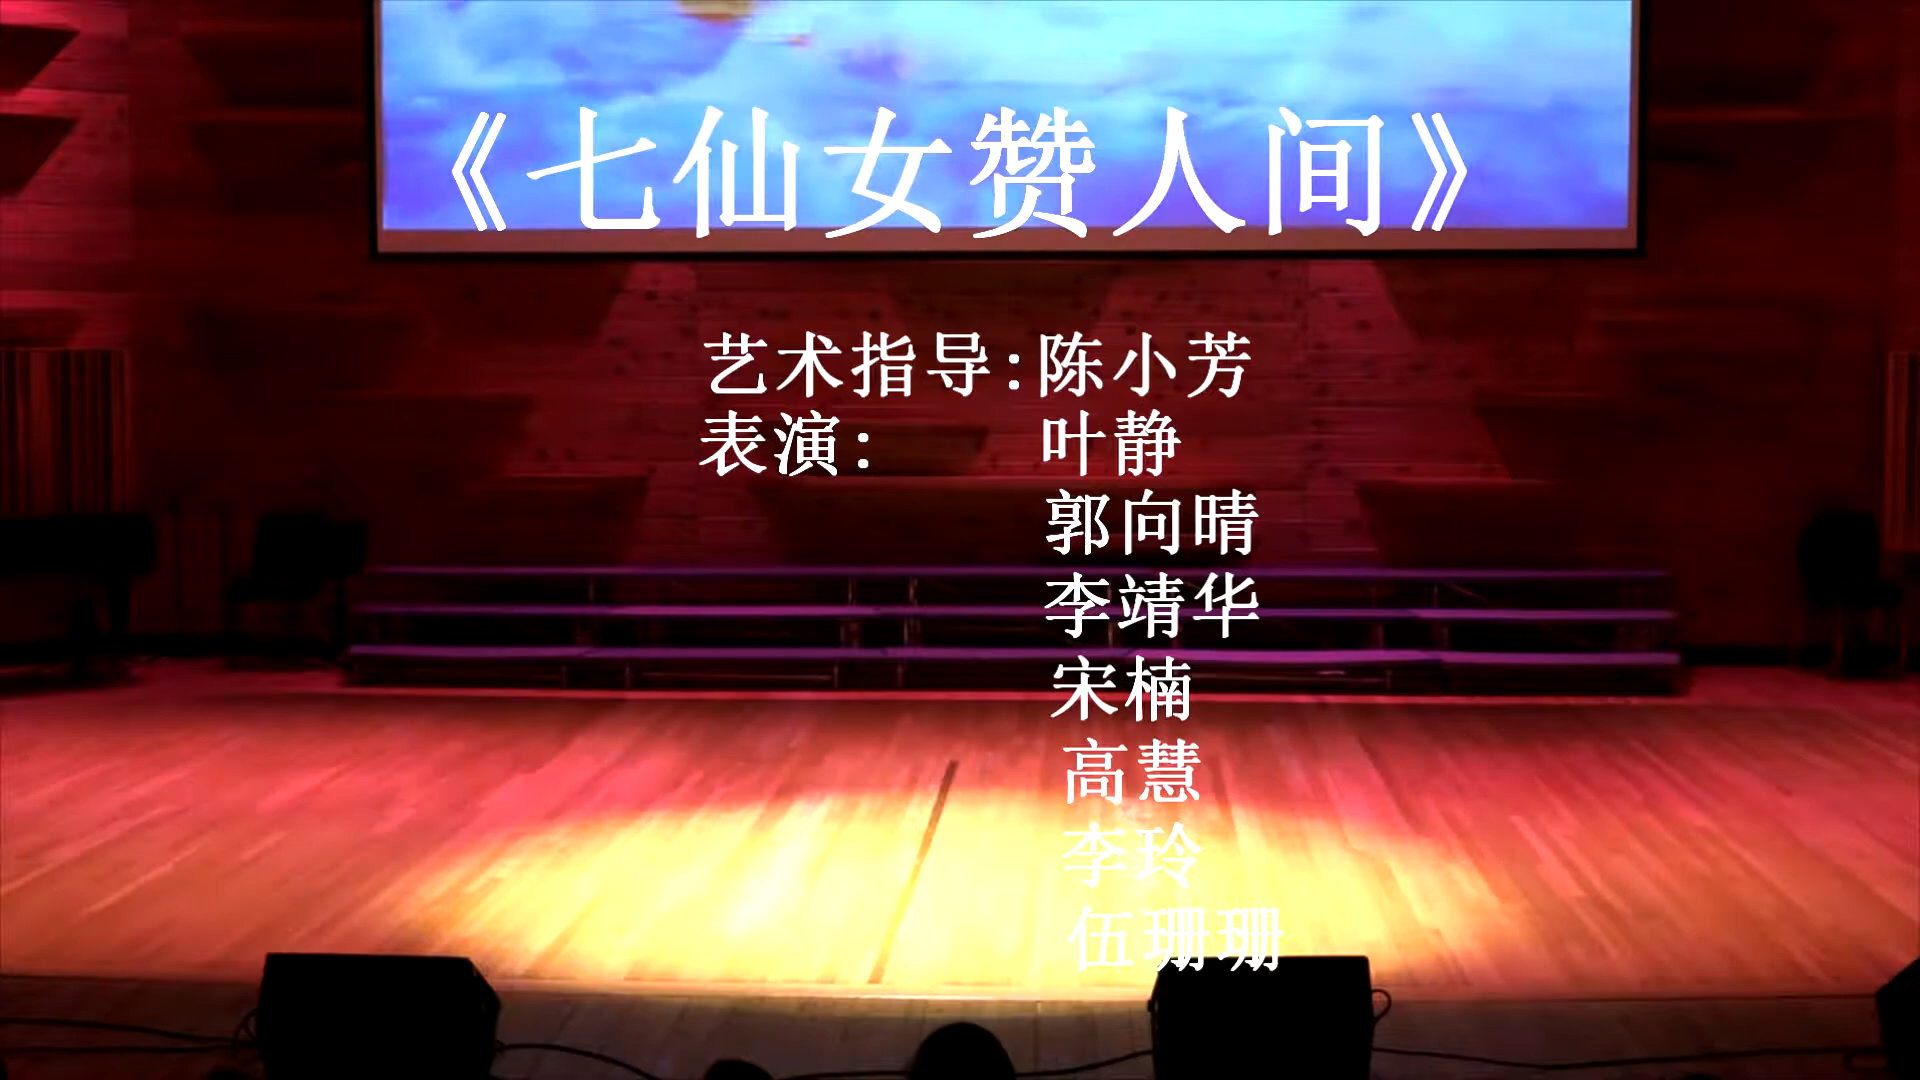 《七仙女赞人间》
艺术指导:陈小芳
表演: 叶静
郭向晴
李靖华
宋楠
高慧
李玲
伍珊珊